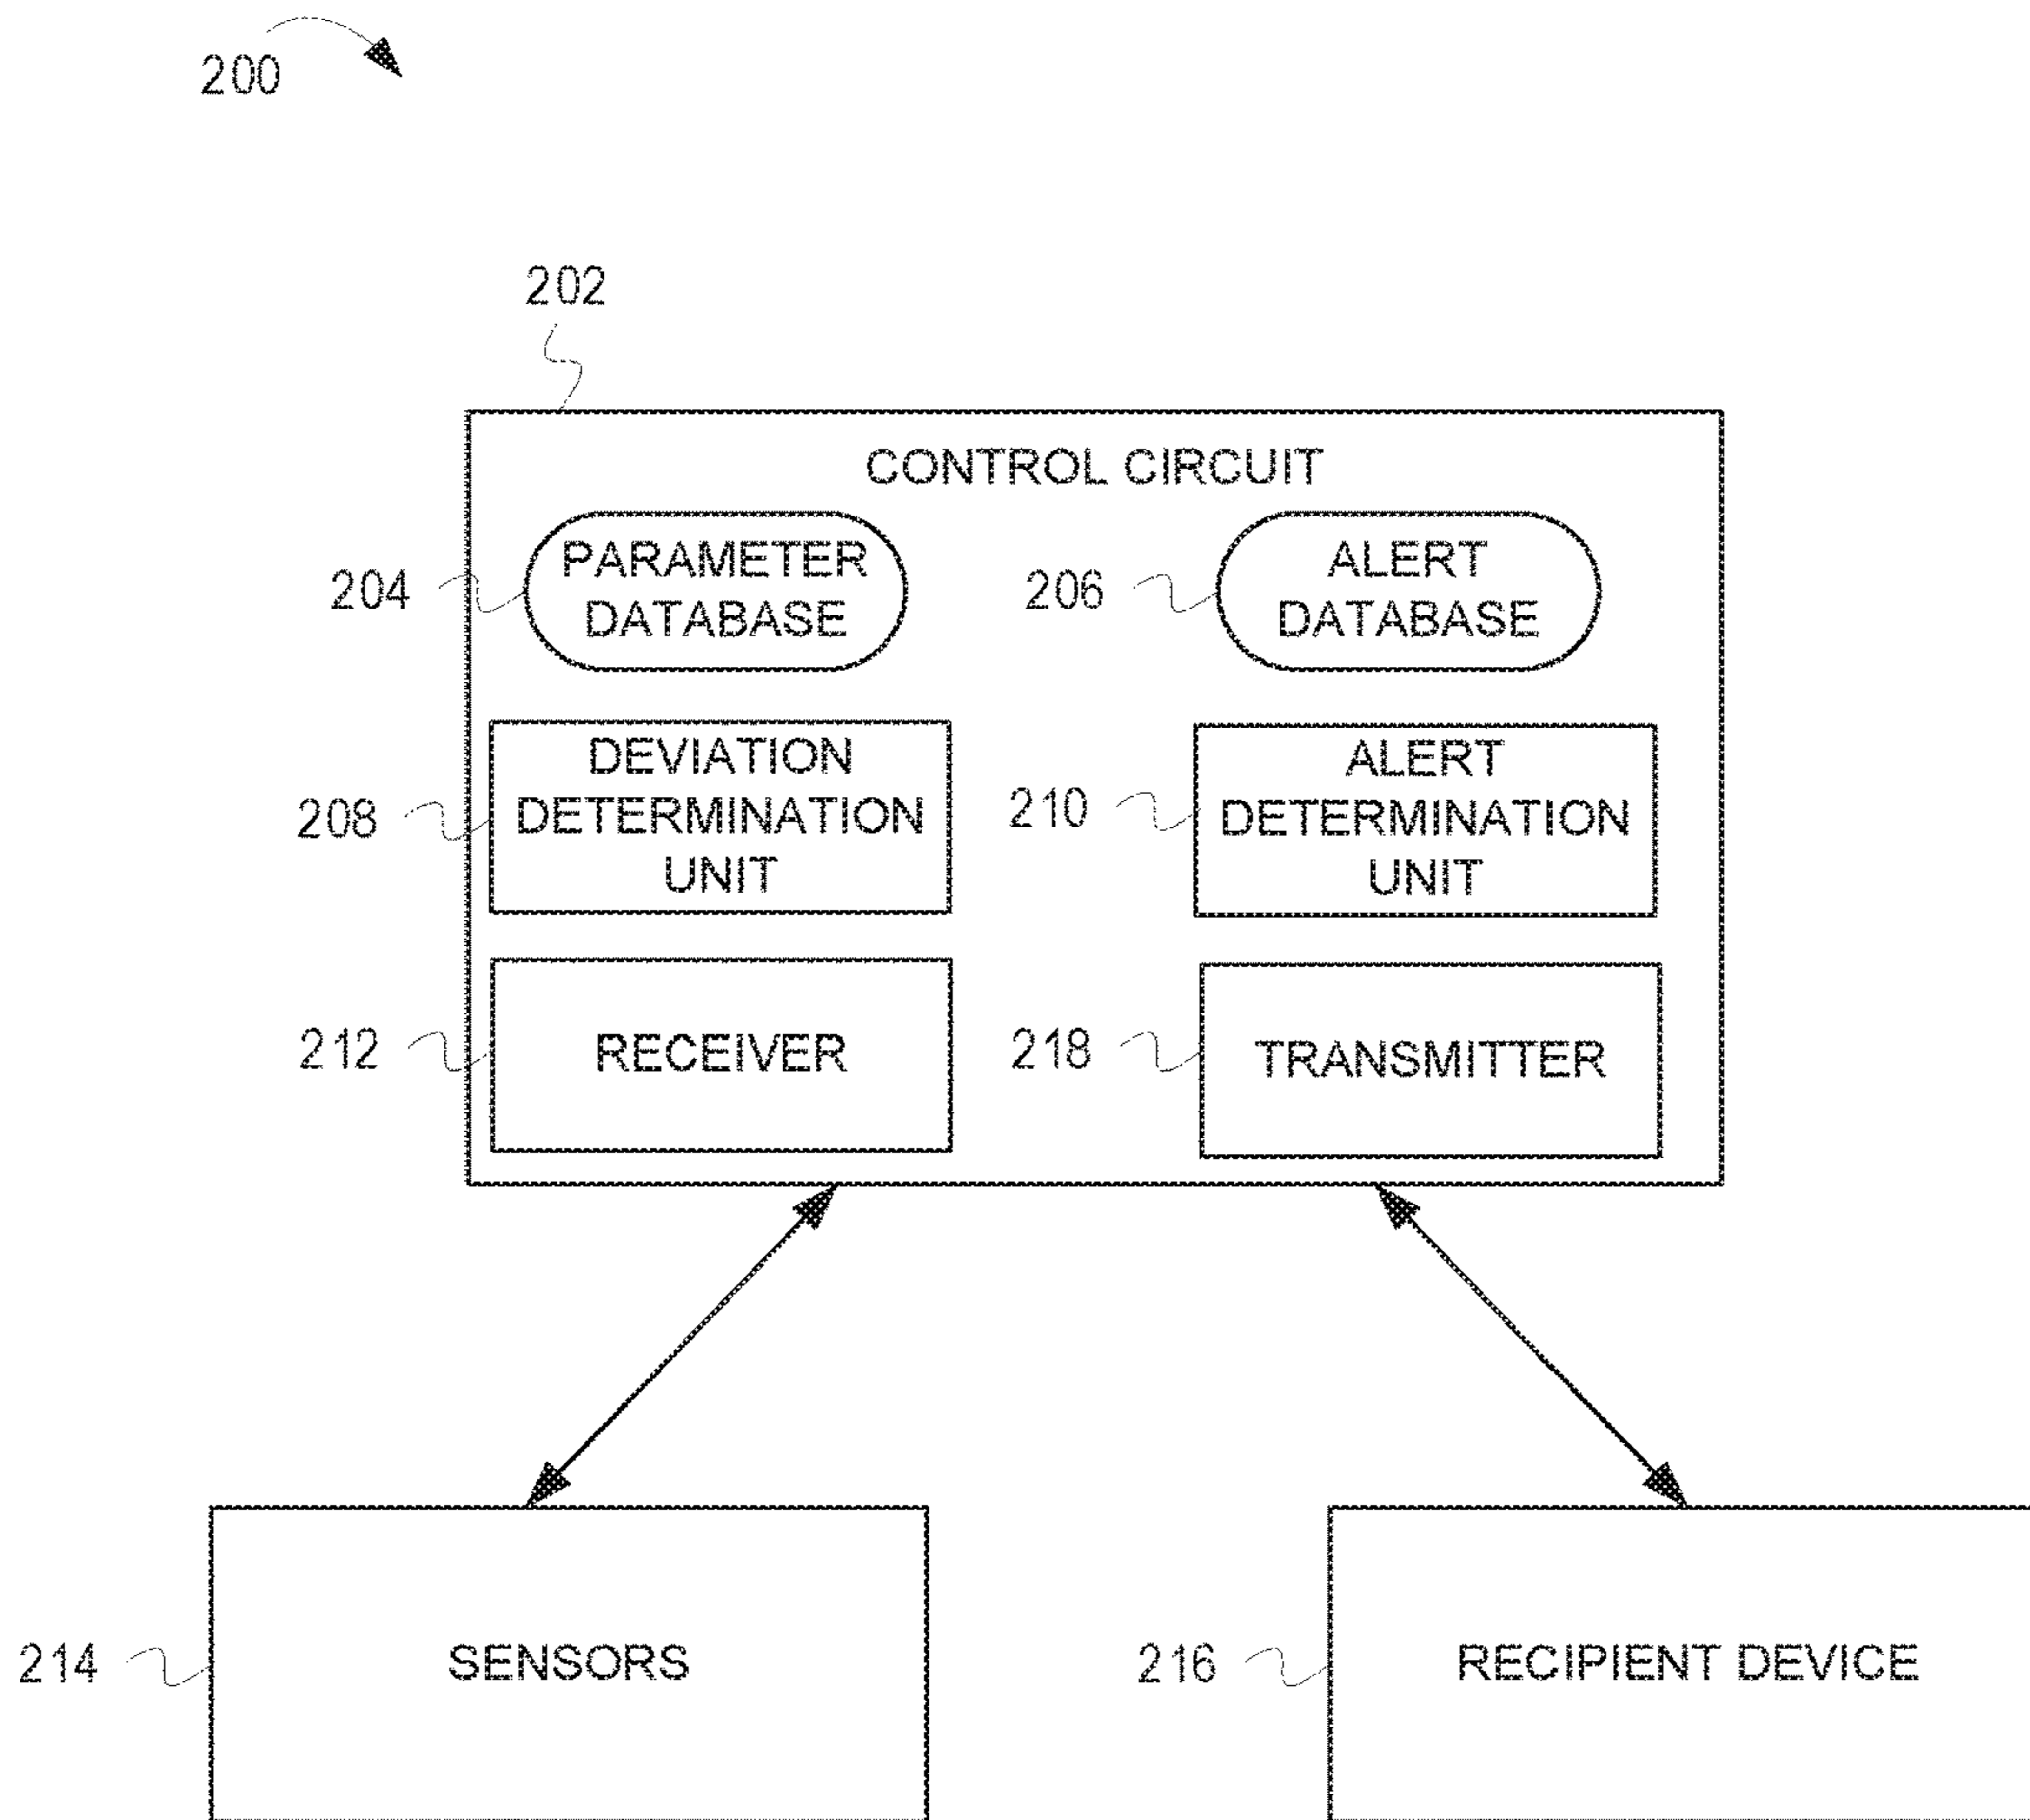 200
202
CONTROL CIRCUIT
204
PARAMETER
DATABASE
206
ALERT
DATABASE
208
DEVIATION
DETERMINATION
UNIT
210
ALERT
DETERMINATION
UNIT
212
RECEIVER
218
TRANSMITTER
214
SENSORS
216
RECIPIENT DEVICE